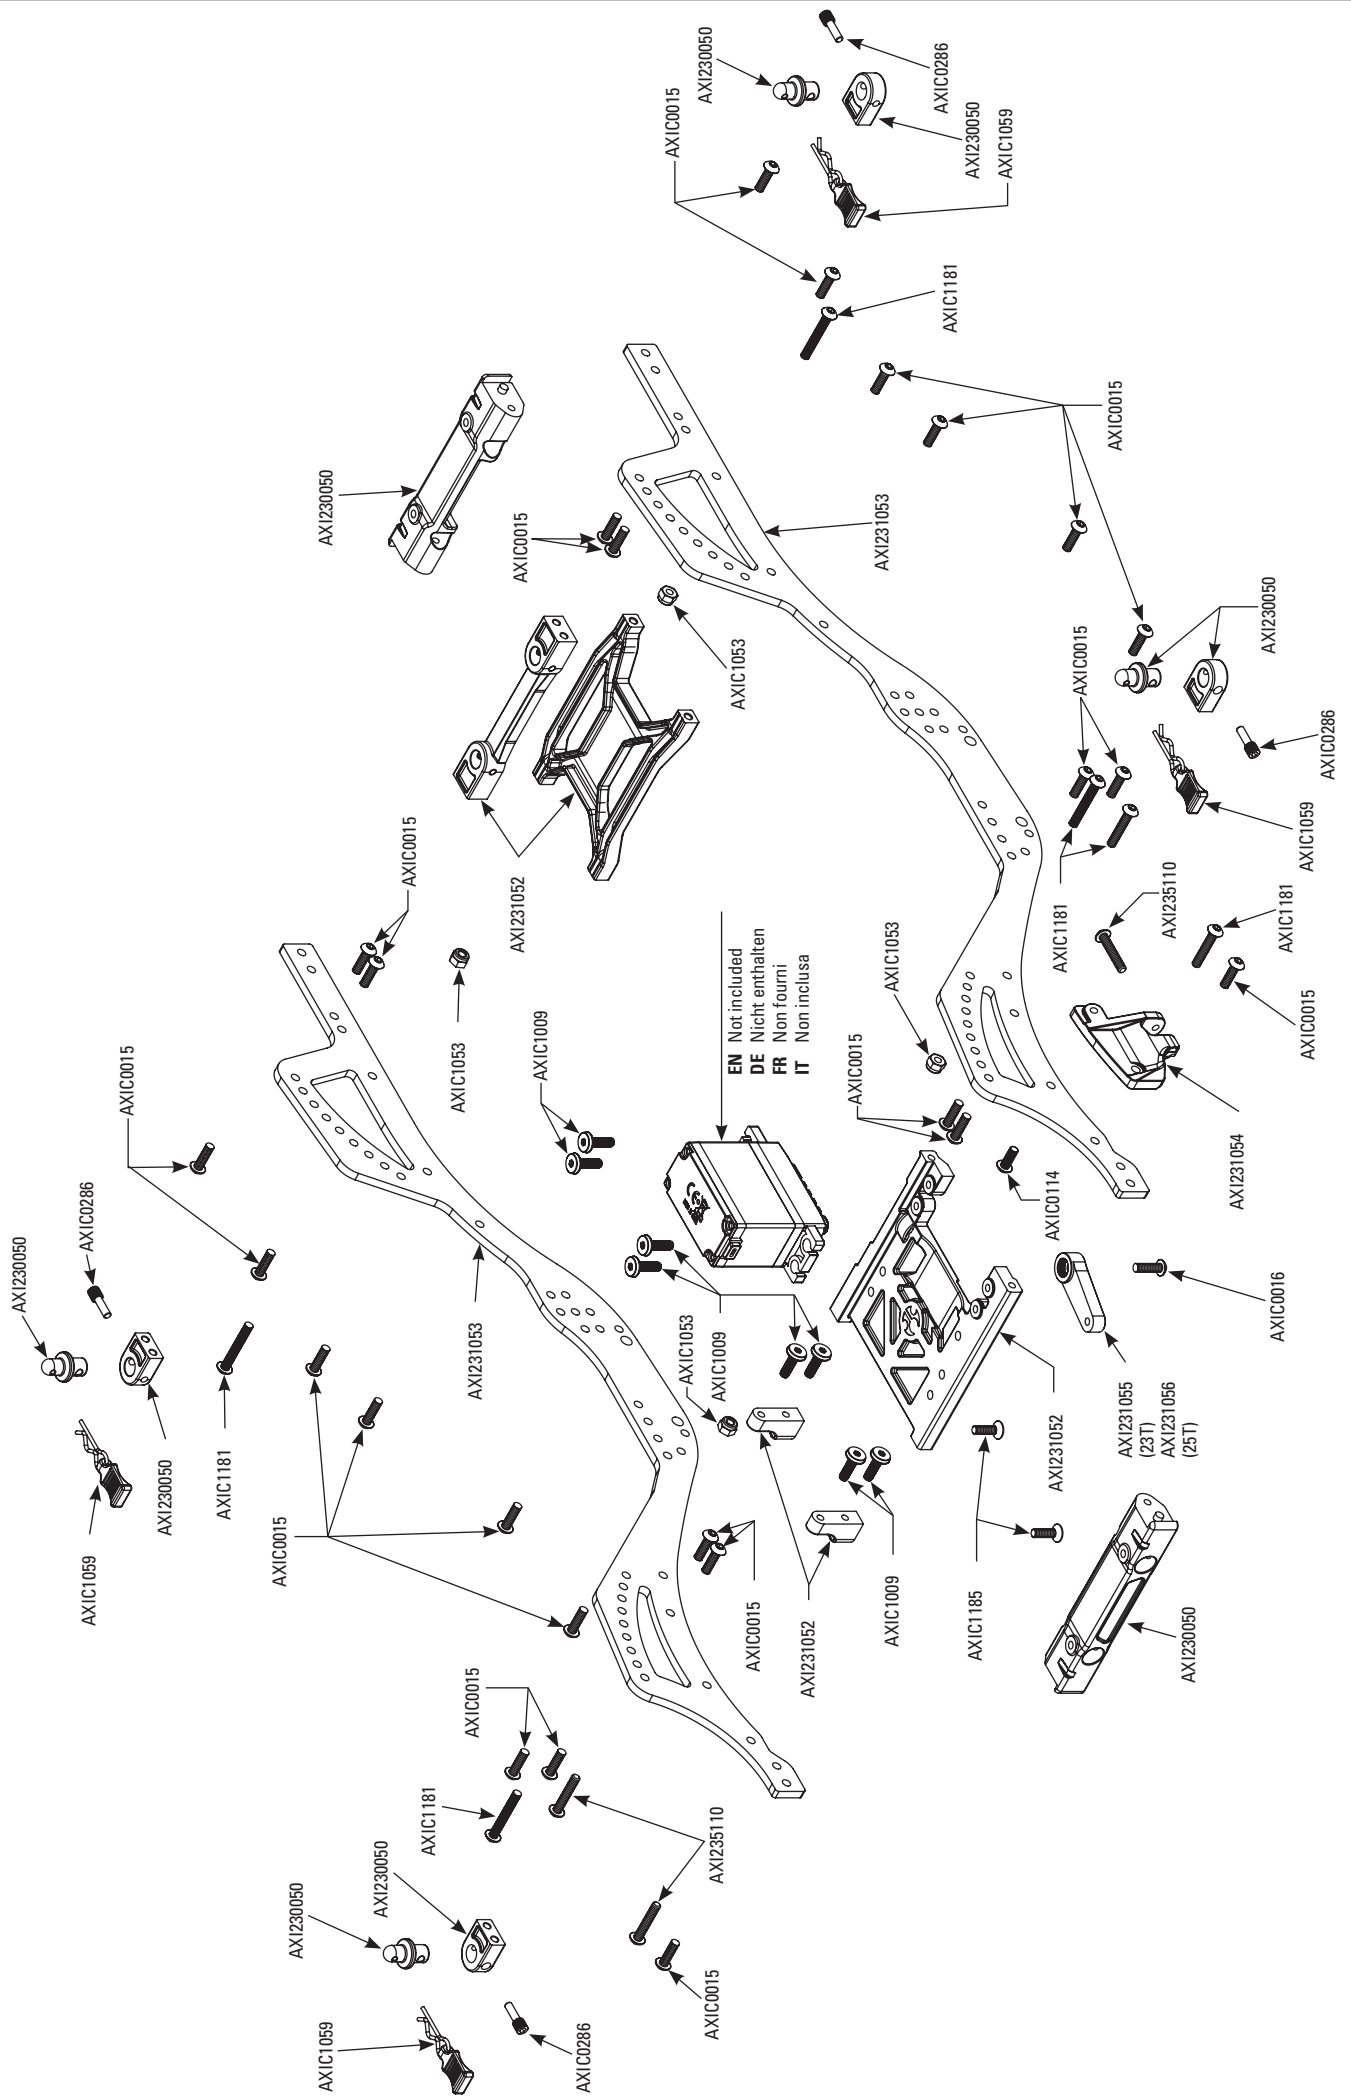 AXI230050
AXIC0286
AXIC0015
AXI230050
AXIC1059
AXIC1181
AXI230050
AXIC0015
AXIC0015
AXI231053
AXIC1053
AXI231052
AXIC0015
AXI230050
AXIC0286
AXIC1059
AXIC1181
AXI235110
AXIC1181
AXIC0015
AXIC0015
AXIC1053
EN Not included
DE Nicht enthalten
FR Non fourni
IT Non inclusa
AXIC1053
AXIC0015
AXIC1009
AXI231054
AXIC0114
AXIC0015
AXIC0286
AXI230050
AXIC0016
AXI231055
(23T)
AXI231056
(25T)
AXIC1053
AXIC1009
AXI231053
AXI231052
AXIC1181
AXI230050
AXIC1059
AXIC0015
AXIC1009
AXIC1185
AXI231052
AXIC0015
AXI230050
AXIC0015
AXIC1181
AXI235110
AXI230050
AXI230050
AXIC0015
AXIC1059
AXIC0286